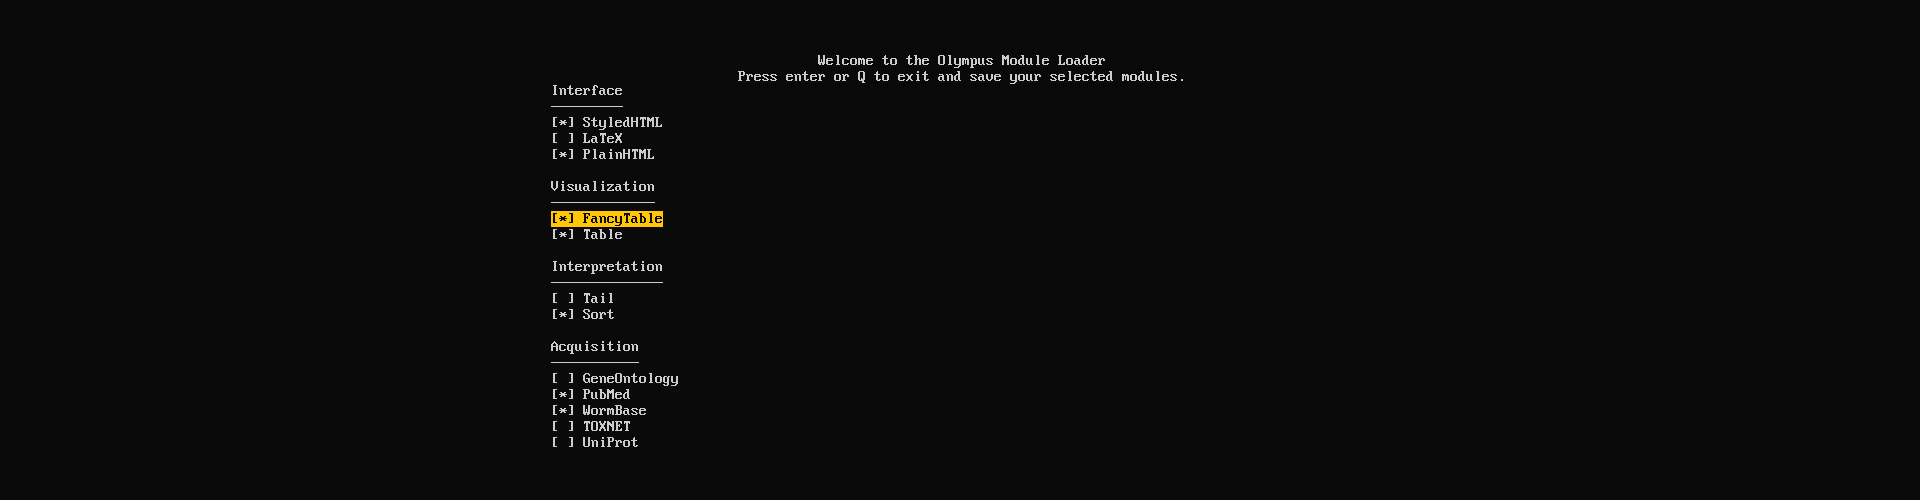 Welcome to the Olympus Module Loader
Press enter or Q to exit and save your selected modules.
Interface
[*] StyledHTML
[ ] LaTeX
[*] PlainHTML
Visualization
[*] FancyTable
[*] Table
Interpretation
[ ] Tail
[*] Sort
Acquisition
[ ] GeneOntology
[*] PubMed
[*] WormBase
[ ] TOXNET
[ ] UniProt